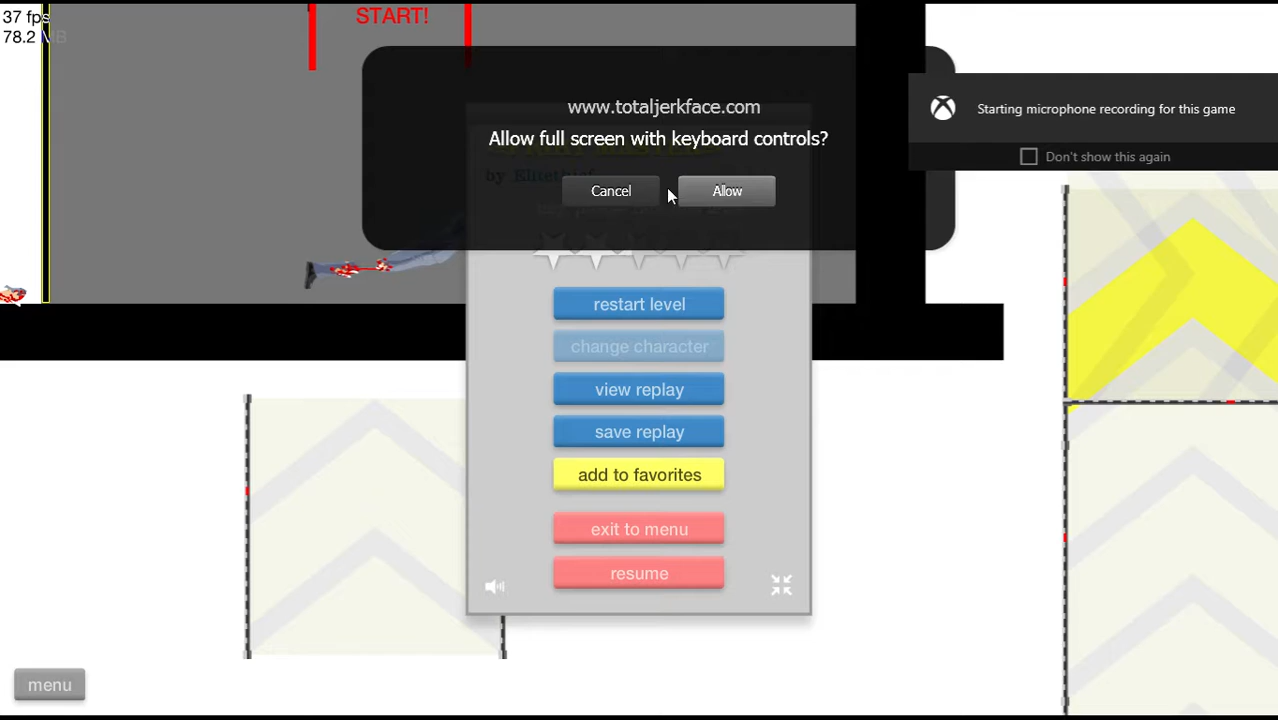 37 fps
78.2 MB
START!
www.totaljerkface.com
Allow full screen with keyboard controls?
Cancel
Allow
Starting microphone recording for this game
Don't show this again
restart level
change character
view replay
save replay
add to favorites
exit to menu
resume
menu